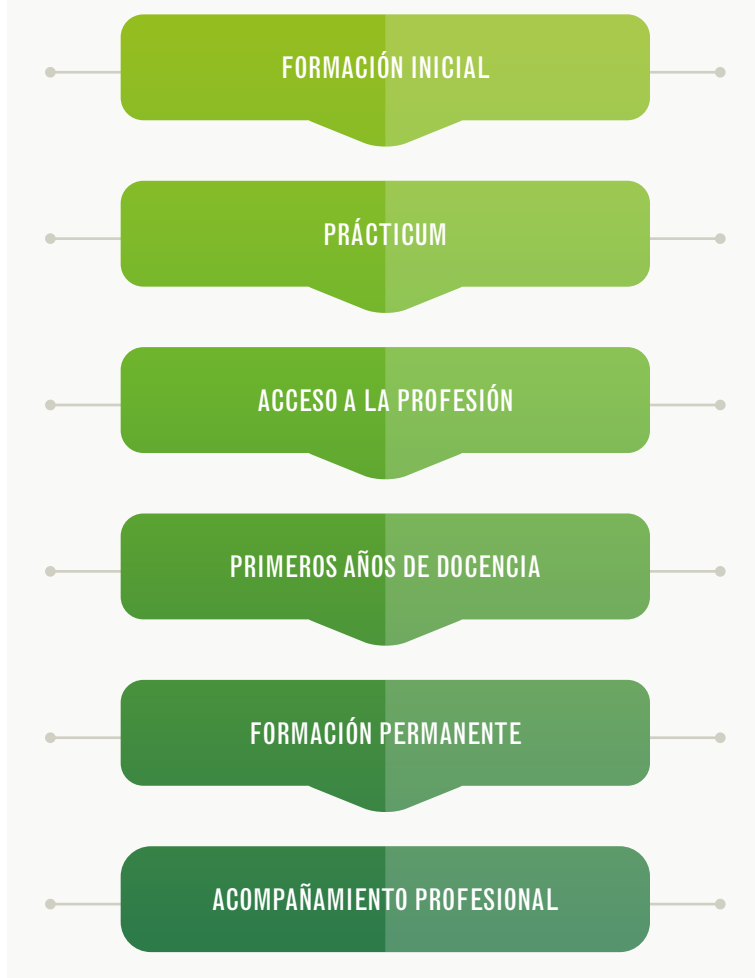 FORMACIÓN INICIAL
PRÁCTICUM
ACCESO A LA PROFESIÓN
PRIMEROS AÑOS DE DOCENCIA
FORMACIÓN PERMANENTE
ACOMPAÑAMIENTO PROFESIONAL